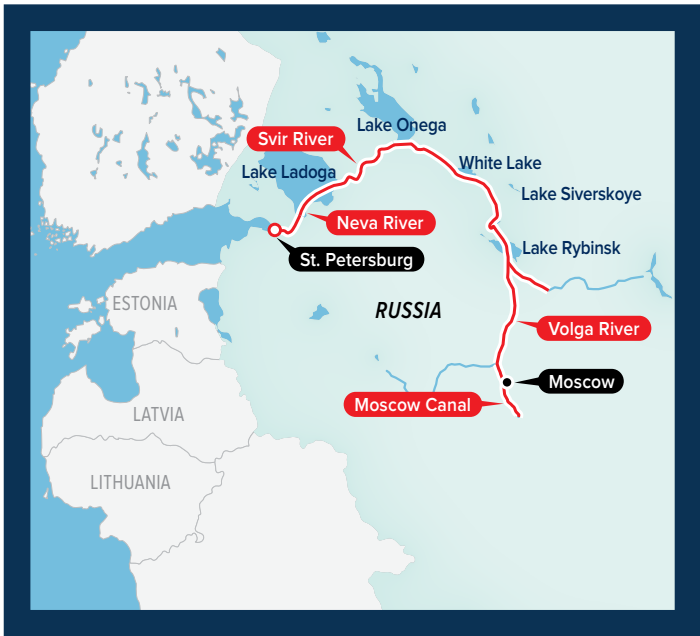 Lake Onega
Svir River
White Lake
Lake Ladoga
Lake Siverskoye
Neva River
Lake Rybinsk
St. Petersburg
ESTONIA
RUSSIA
Volga River
Moscow
Moscow Canal
LATVIA
LITHUANIA